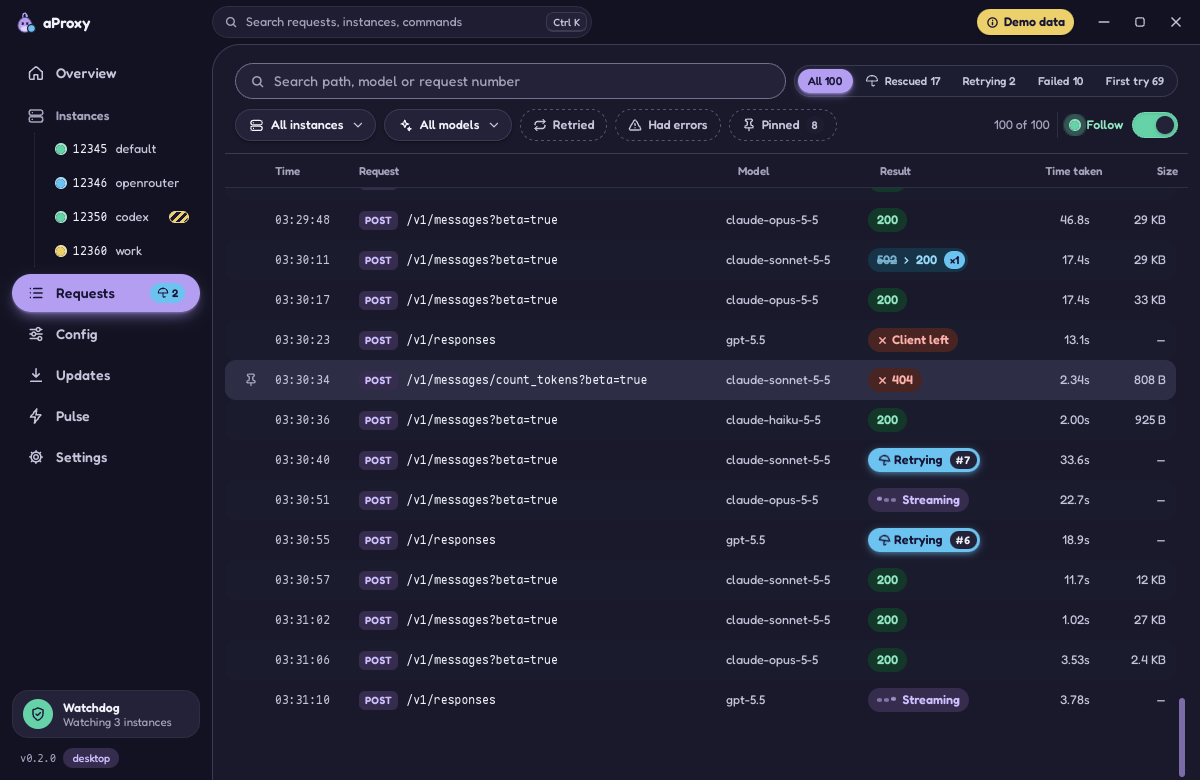 aProxy
Search requests, instances, commands
Ctrl K
Demo data
Overview
Instances
12345 default
12346 openrouter
12350 codex
12360 work
Requests 2
Config
Updates
Pulse
Settings
Watchdog
Watching 3 instances
v0.2.0 desktop
Search path, model or request number
All 100 Rescued 17 Retrying 2 Failed 10 First try 69
All instances All models Retried Had errors Pinned 8 100 of 100 Follow
Time Request Model Result Time taken Size
03:29:48 POST /v1/messages?beta=true claude-opus-5-5 200 46.8s 29 KB
03:30:11 POST /v1/messages?beta=true claude-sonnet-5-5 502 > 200 x1 17.4s 29 KB
03:30:17 POST /v1/messages?beta=true claude-opus-5-5 200 17.4s 33 KB
03:30:23 POST /v1/responses gpt-5.5 × Client left 13.1s —
03:30:34 POST /v1/messages/count_tokens?beta=true claude-sonnet-5-5 × 404 2.34s 808 B
03:30:36 POST /v1/messages?beta=true claude-haiku-5-5 200 2.00s 925 B
03:30:40 POST /v1/messages?beta=true claude-sonnet-5-5 Retrying #7 33.6s —
03:30:51 POST /v1/messages?beta=true claude-opus-5-5 Streaming 22.7s —
03:30:55 POST /v1/responses gpt-5.5 Retrying #6 18.9s —
03:30:57 POST /v1/messages?beta=true claude-sonnet-5-5 200 11.7s 12 KB
03:31:02 POST /v1/messages?beta=true claude-sonnet-5-5 200 1.02s 27 KB
03:31:06 POST /v1/messages?beta=true claude-opus-5-5 200 3.53s 2.4 KB
03:31:10 POST /v1/responses gpt-5.5 Streaming 3.78s —